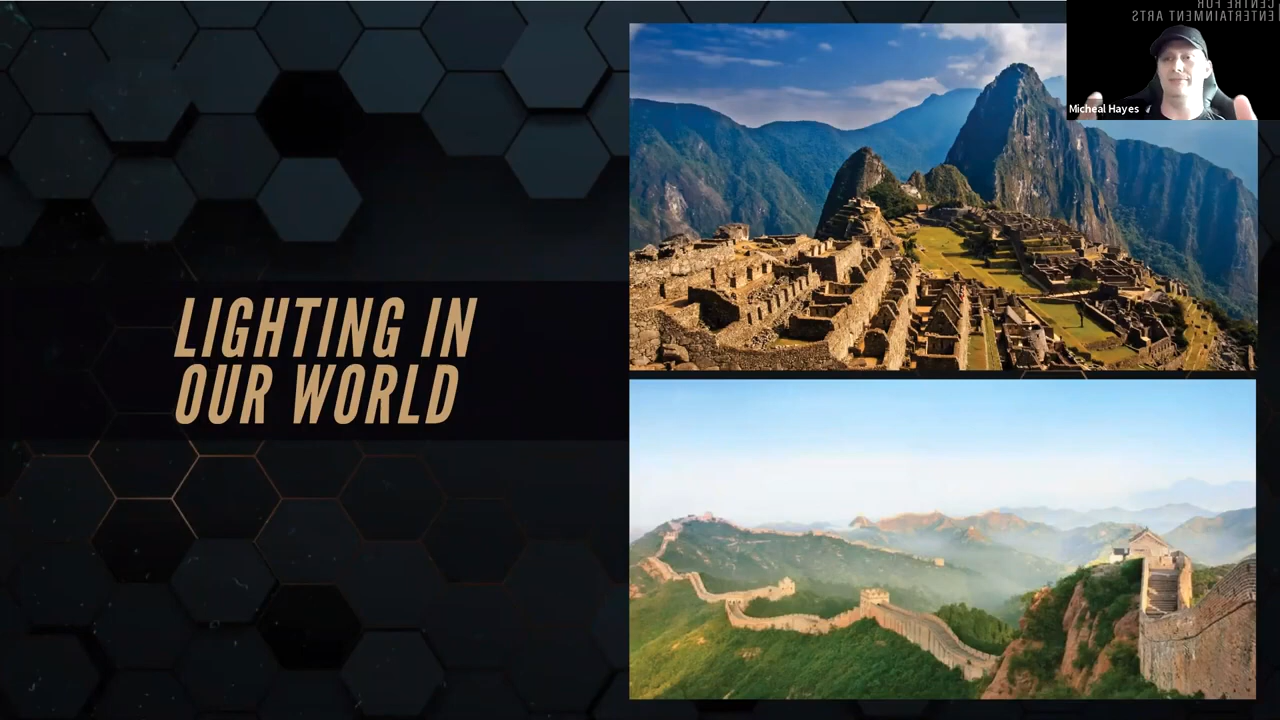 LIGHTING IN
OUR WORLD
CENTRE FOR
ENTERTAINMENT ARTS
Micheal Hayes